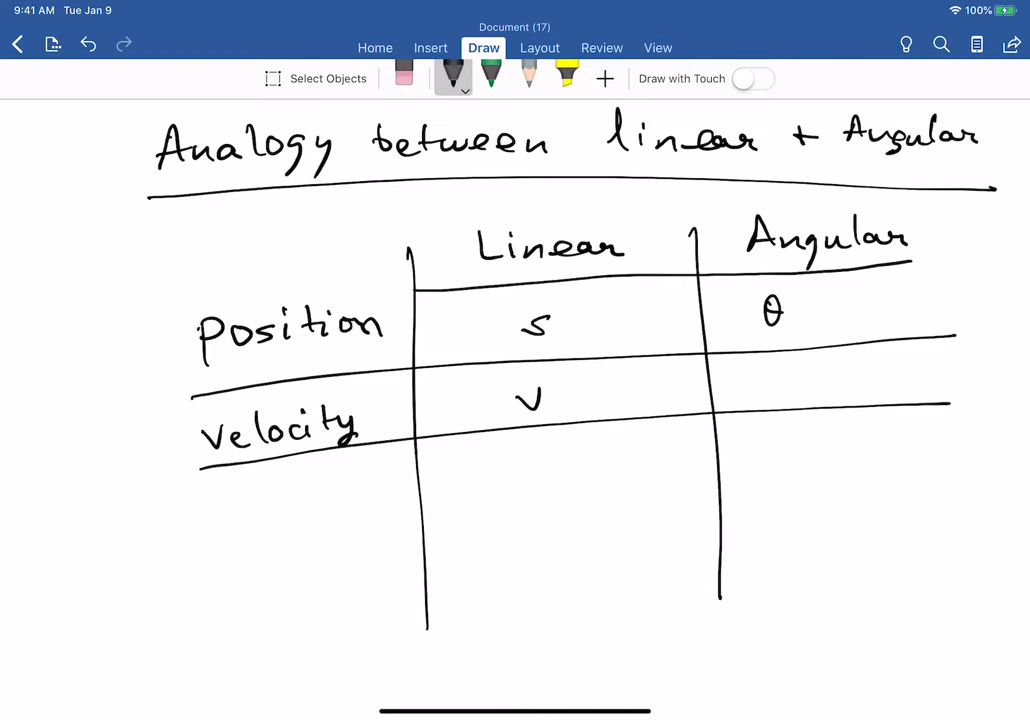 9:41 AM Tue Jan 9 100%
Document (17)
Home Insert Draw Layout Review View
Select Objects Draw with Touch
Analogy between linear + Angular
Linear Angular
Position s θ
Velocity v